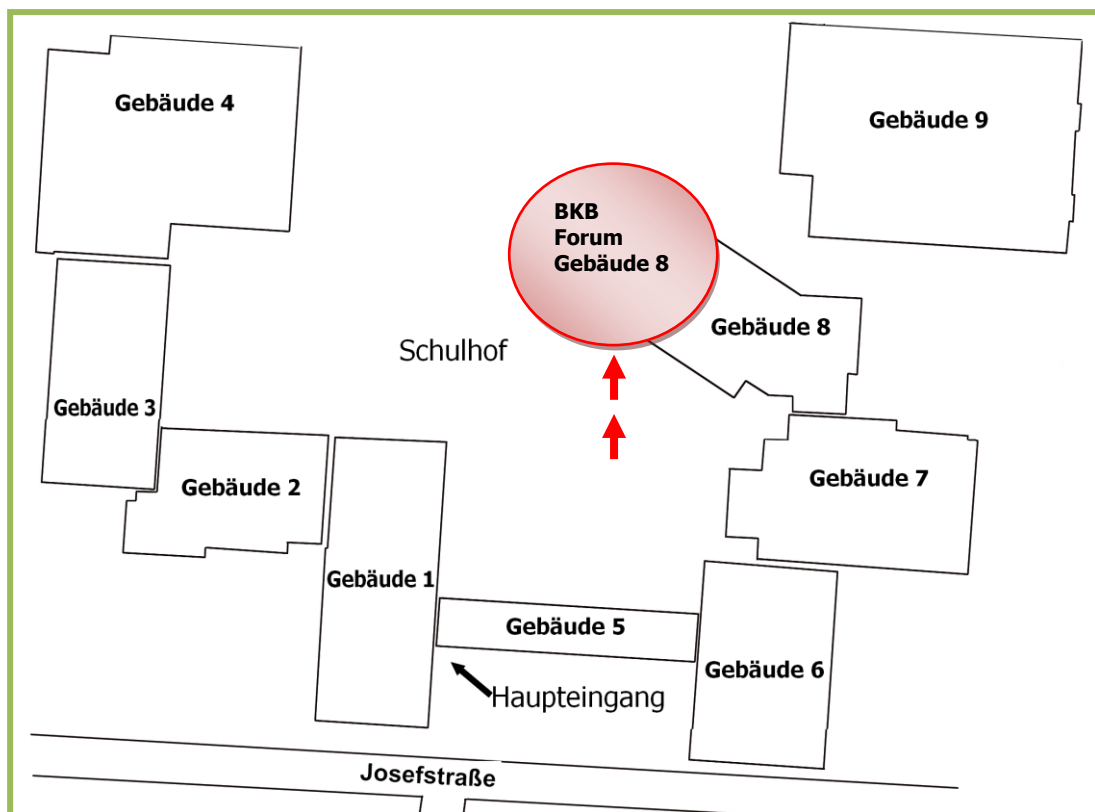 Gebäude 4
Gebäude 9
BKB
Forum
Gebäude 8
Gebäude 8
Schulhof
Gebäude 3
Gebäude 2
Gebäude 7
Gebäude 1
Gebäude 5
Gebäude 6
Haupteingang
Josefstraße